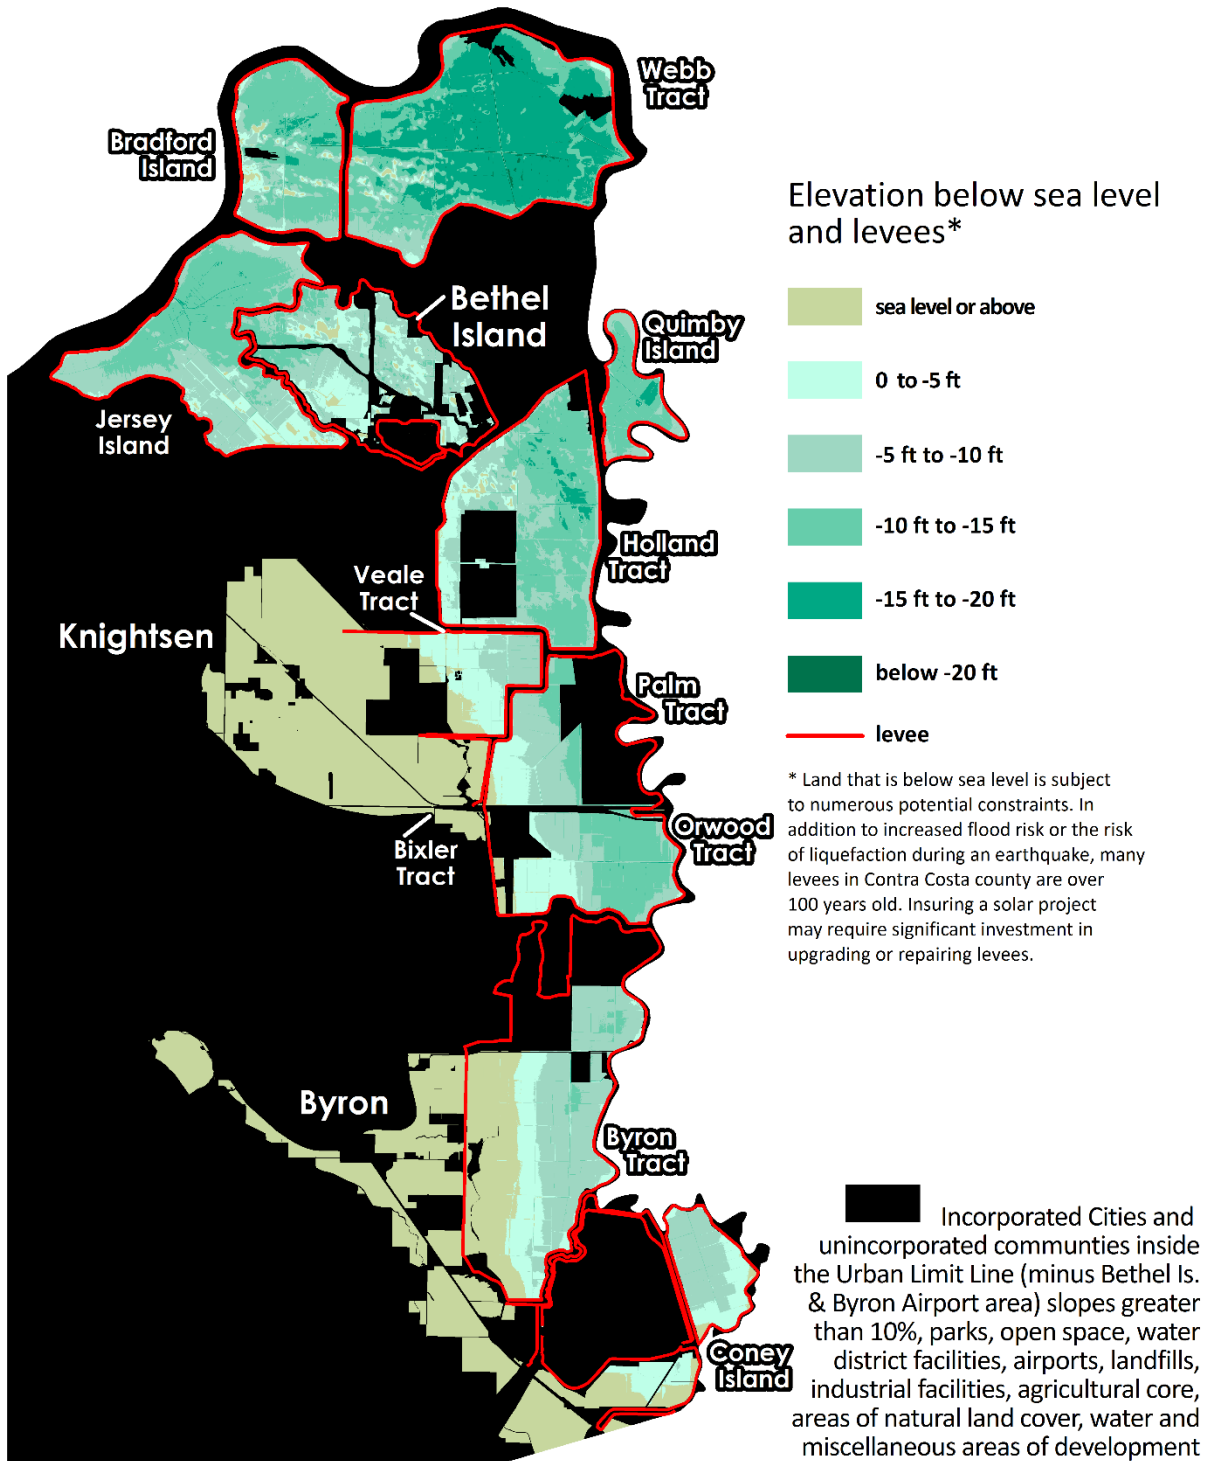 Webb
Tract
Bradford
Island
Elevation below sea level
and levees*
Bethel
Island
sea level or above
Quimby
Island
0 to -5 ft
Jersey
Island
-5 ft to -10 ft
-10 ft to -15 ft
Holland
Tract
Veale
Tract
-15 ft to -20 ft
Knightsen
below -20 ft
Palm
Tract
levee
* Land that is below sea level is subject
to numerous potential constraints. In
addition to increased flood risk or the risk
of liquefaction during an earthquake, many
levees in Contra Costa county are over
100 years old. Insuring a solar project
may require significant investment in
upgrading or repairing levees.
Orwood
Tract
Bixler
Tract
Byron
Byron
Tract
Coney
Island
Incorporated Cities and
unincorporated communties inside
the Urban Limit Line (minus Bethel Is.
& Byron Airport area) slopes greater
than 10%, parks, open space, water
district facilities, airports, landfills,
industrial facilities, agricultural core,
areas of natural land cover, water and
miscellaneous areas of development